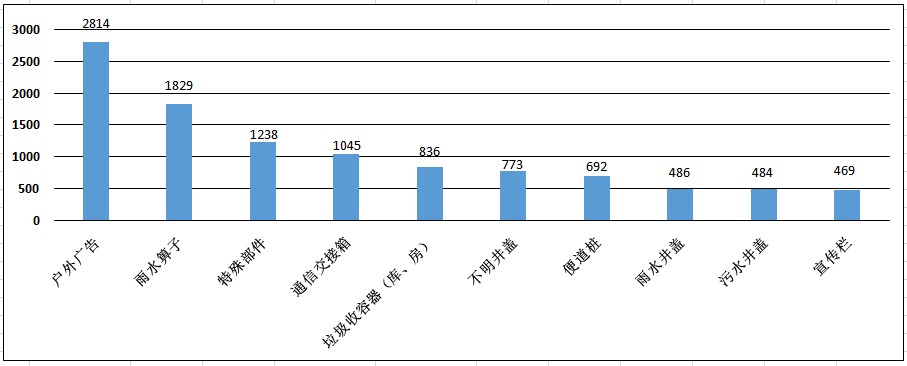 3000
2500
2000
1500
1000
500
0
2814
1829
1238
1045
836
773
692
486
484
469
户外广告
雨水箅子
特殊部件
通信交接箱
垃圾收容器（库、房）
不明井盖
便道桩
雨水井盖
污水井盖
宣传栏